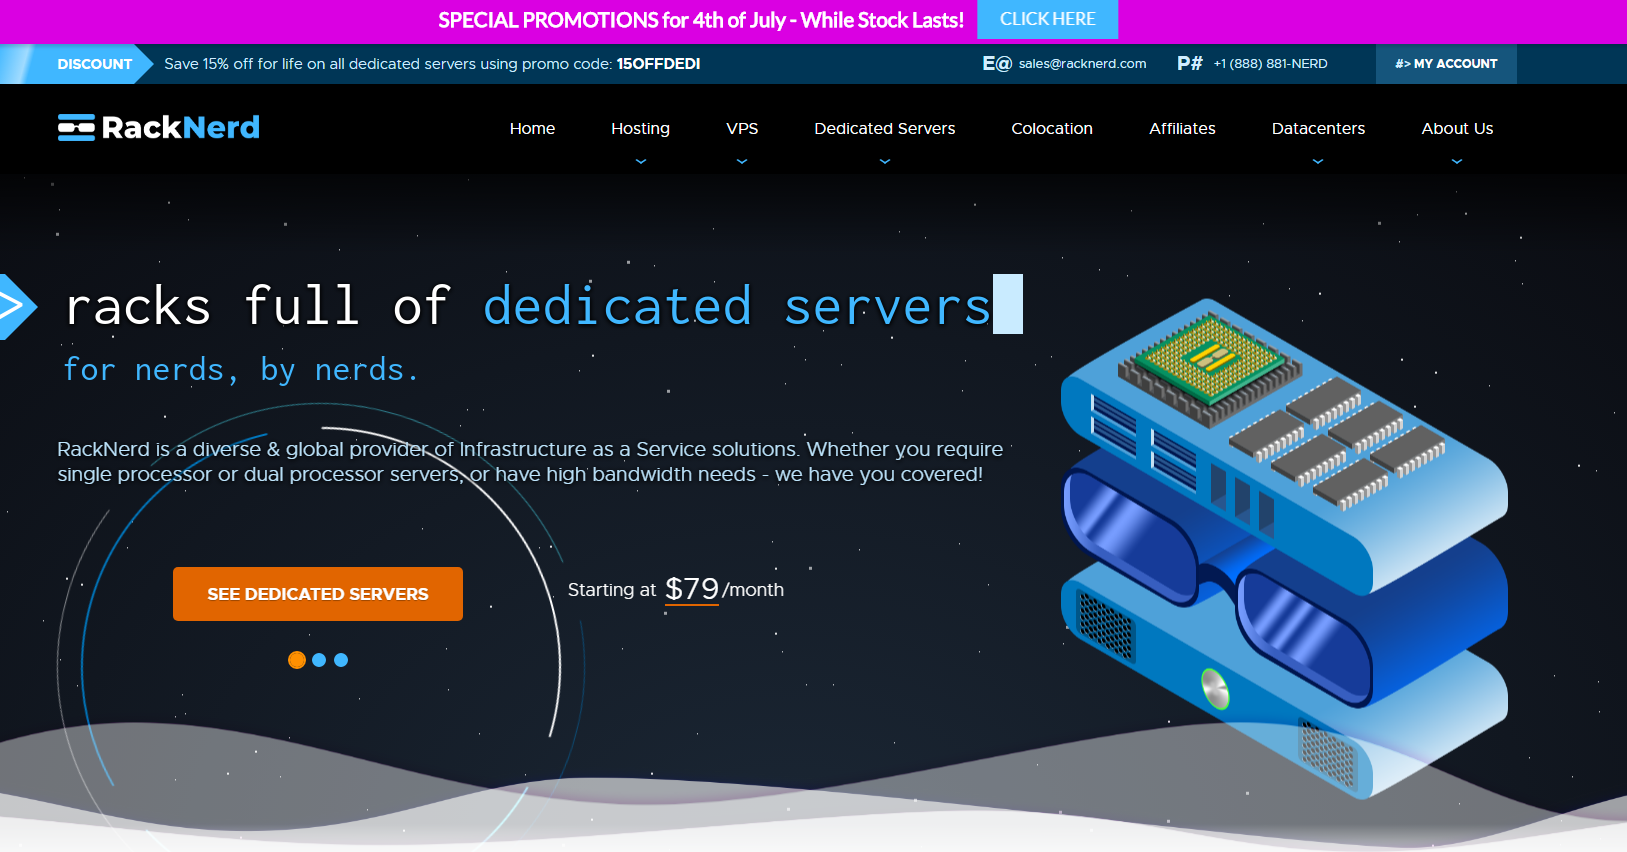 SPECIAL PROMOTIONS for 4th of July - While Stock Lasts! CLICK HERE
DISCOUNT Save 15% off for life on all dedicated servers using promo code: 15OFFDEDI E@ sales@racknerd.com P# +1 (888) 881-NERD #> MY ACCOUNT
RackNerd Home Hosting VPS Dedicated Servers Colocation Affiliates Datacenters About Us
racks full of dedicated servers
for nerds, by nerds.
RackNerd is a diverse & global provider of Infrastructure as a Service solutions. Whether you require
single processor or dual processor servers, or have high bandwidth needs - we have you covered!
SEE DEDICATED SERVERS Starting at $79/month